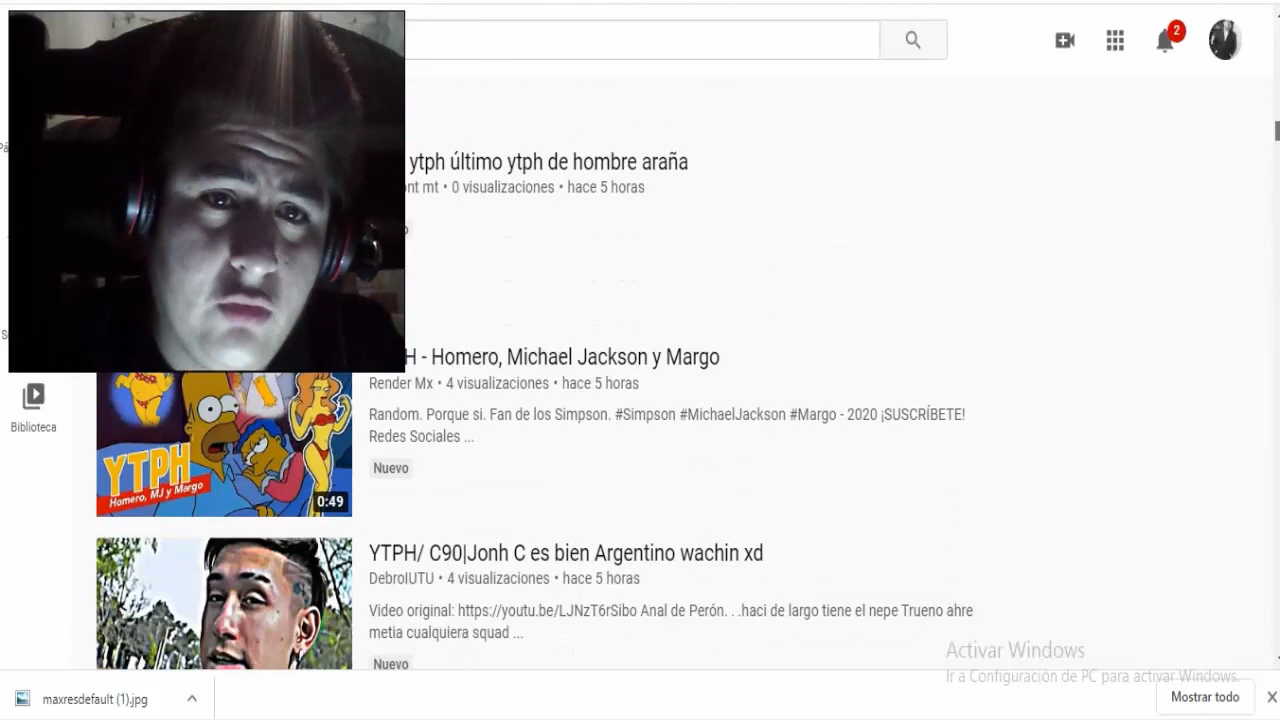 2
ytph último ytph de hombre araña
ont mt • 0 visualizaciones • hace 5 horas
H - Homero, Michael Jackson y Margo
Render Mx • 4 visualizaciones • hace 5 horas
Random. Porque si. Fan de los Simpson. #Simpson #MichaelJackson #Margo - 2020 ¡SUSCRÍBETE!
Redes Sociales ...
Nuevo
Biblioteca
YTPH
Homero, MJ y Margo
0:49
YTPH/ C90|Jonh C es bien Argentino wachin xd
DebroIUTU • 4 visualizaciones • hace 5 horas
Video original: https://youtu.be/LJNzT6rSibo Anal de Perón. . .haci de largo tiene el nepe Trueno ahre
metia cualquiera squad ...
Nuevo
Activar Windows
Ir a Configuración de PC para activar Windows.
maxresdefault (1).jpg
Mostrar todo